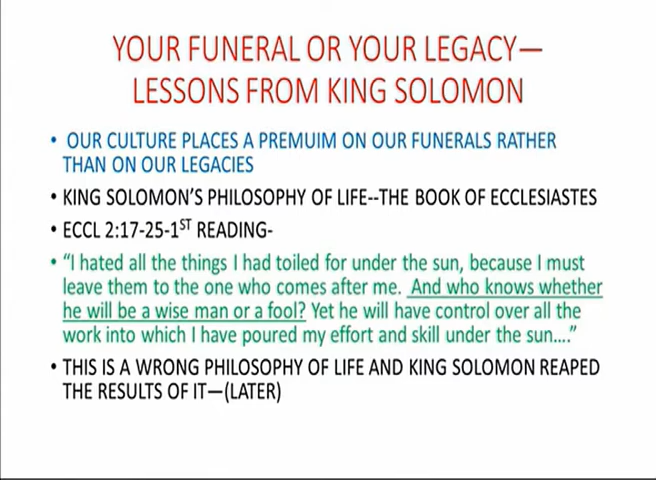 YOUR FUNERAL OR YOUR LEGACY—
LESSONS FROM KING SOLOMON
• OUR CULTURE PLACES A PREMUIM ON OUR FUNERALS RATHER
THAN ON OUR LEGACIES
• KING SOLOMON'S PHILOSOPHY OF LIFE--THE BOOK OF ECCLESIASTES
• ECCL 2:17-25-1ST READING-
• “I hated all the things I had toiled for under the sun, because I must
leave them to the one who comes after me. And who knows whether
he will be a wise man or a fool? Yet he will have control over all the
work into which I have poured my effort and skill under the sun....”
• THIS IS A WRONG PHILOSOPHY OF LIFE AND KING SOLOMON REAPED
THE RESULTS OF IT—(LATER)